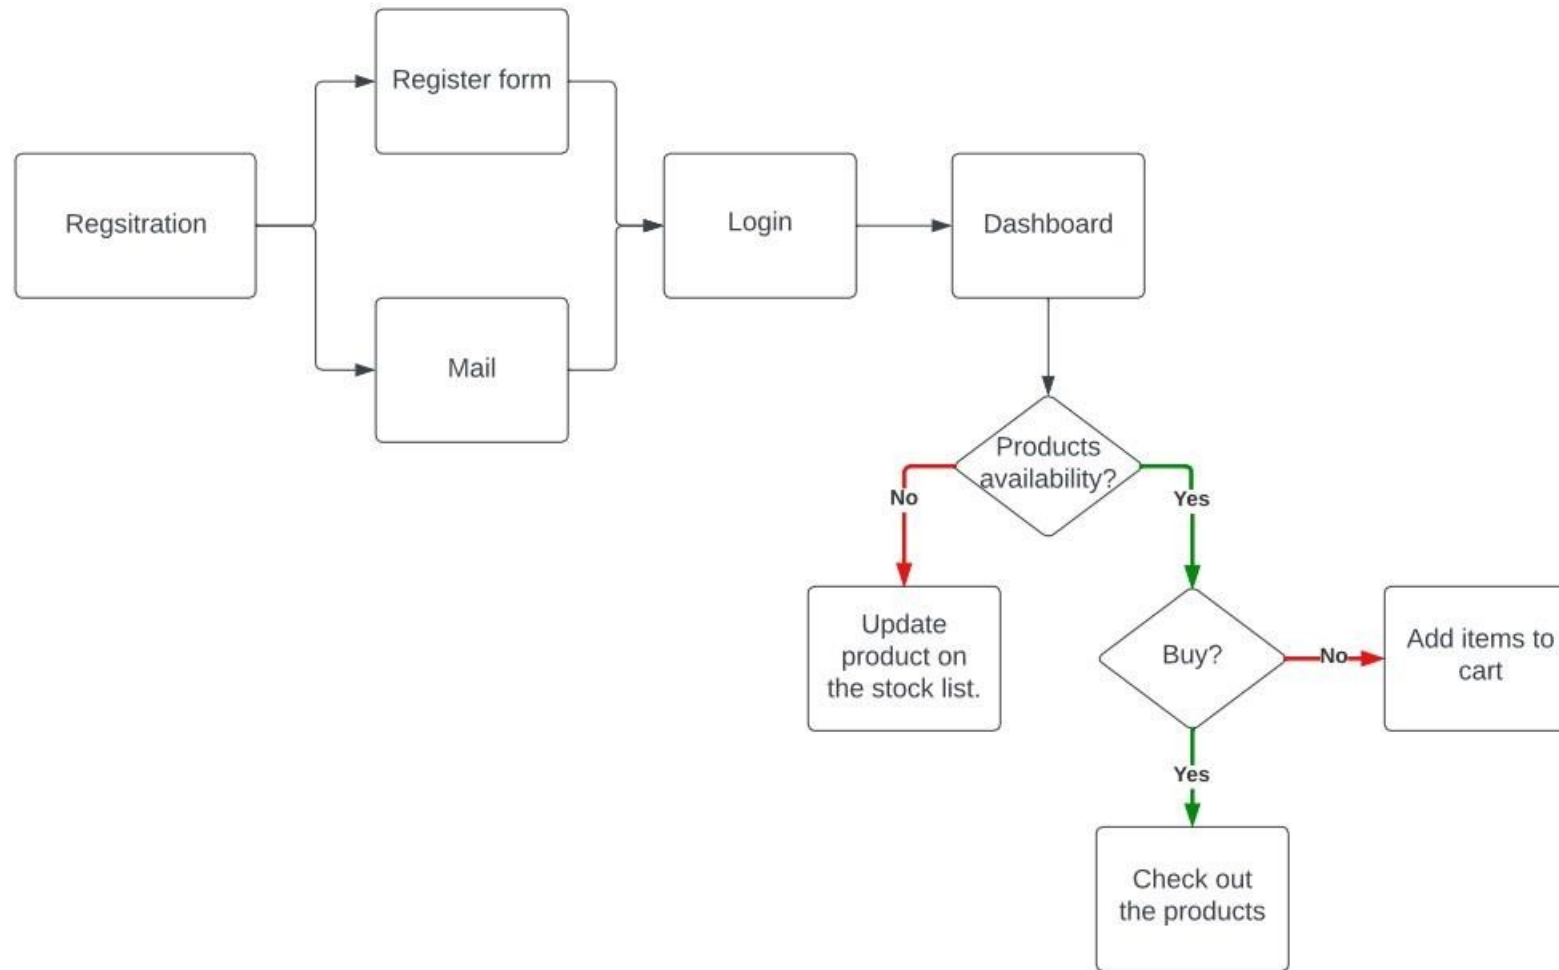 Register form
Regsitration
Login
Dashboard
Mail
Products
availability?
No
Yes
Update
product on
the stock list.
Buy?
No
Add items to
cart
Yes
Check out
the products